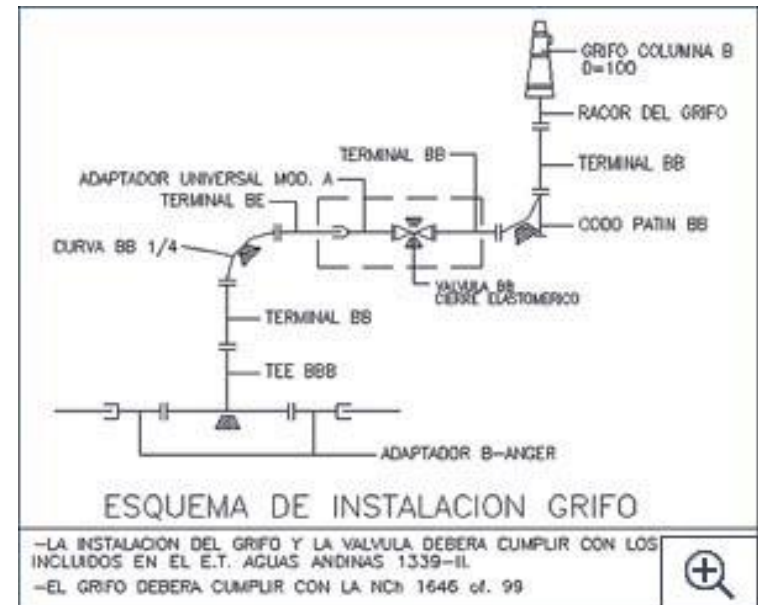 GRIFO COLUMNA B
D=100
RACOR DEL GRIFO
TERMINAL BB
TERMINAL BB
ADAPTADOR UNIVERSAL MOD. A
TERMINAL BE
CODO PATIN BB
CURVA BB 1/4
VALVULA BB
CIERRE ELASTOMERICO
TERMINAL BB
TEE BBB
ADAPTADOR B-ANGER
ESQUEMA DE INSTALACION GRIFO
-LA INSTALACION DEL GRIFO Y LA VALVULA DEBERA CUMPLIR CON LOS
INCLUIDOS EN EL E.T. AGUAS ANDINAS 1339-II.
-EL GRIFO DEBERA CUMPLIR CON LA NCh 1646 of. 99